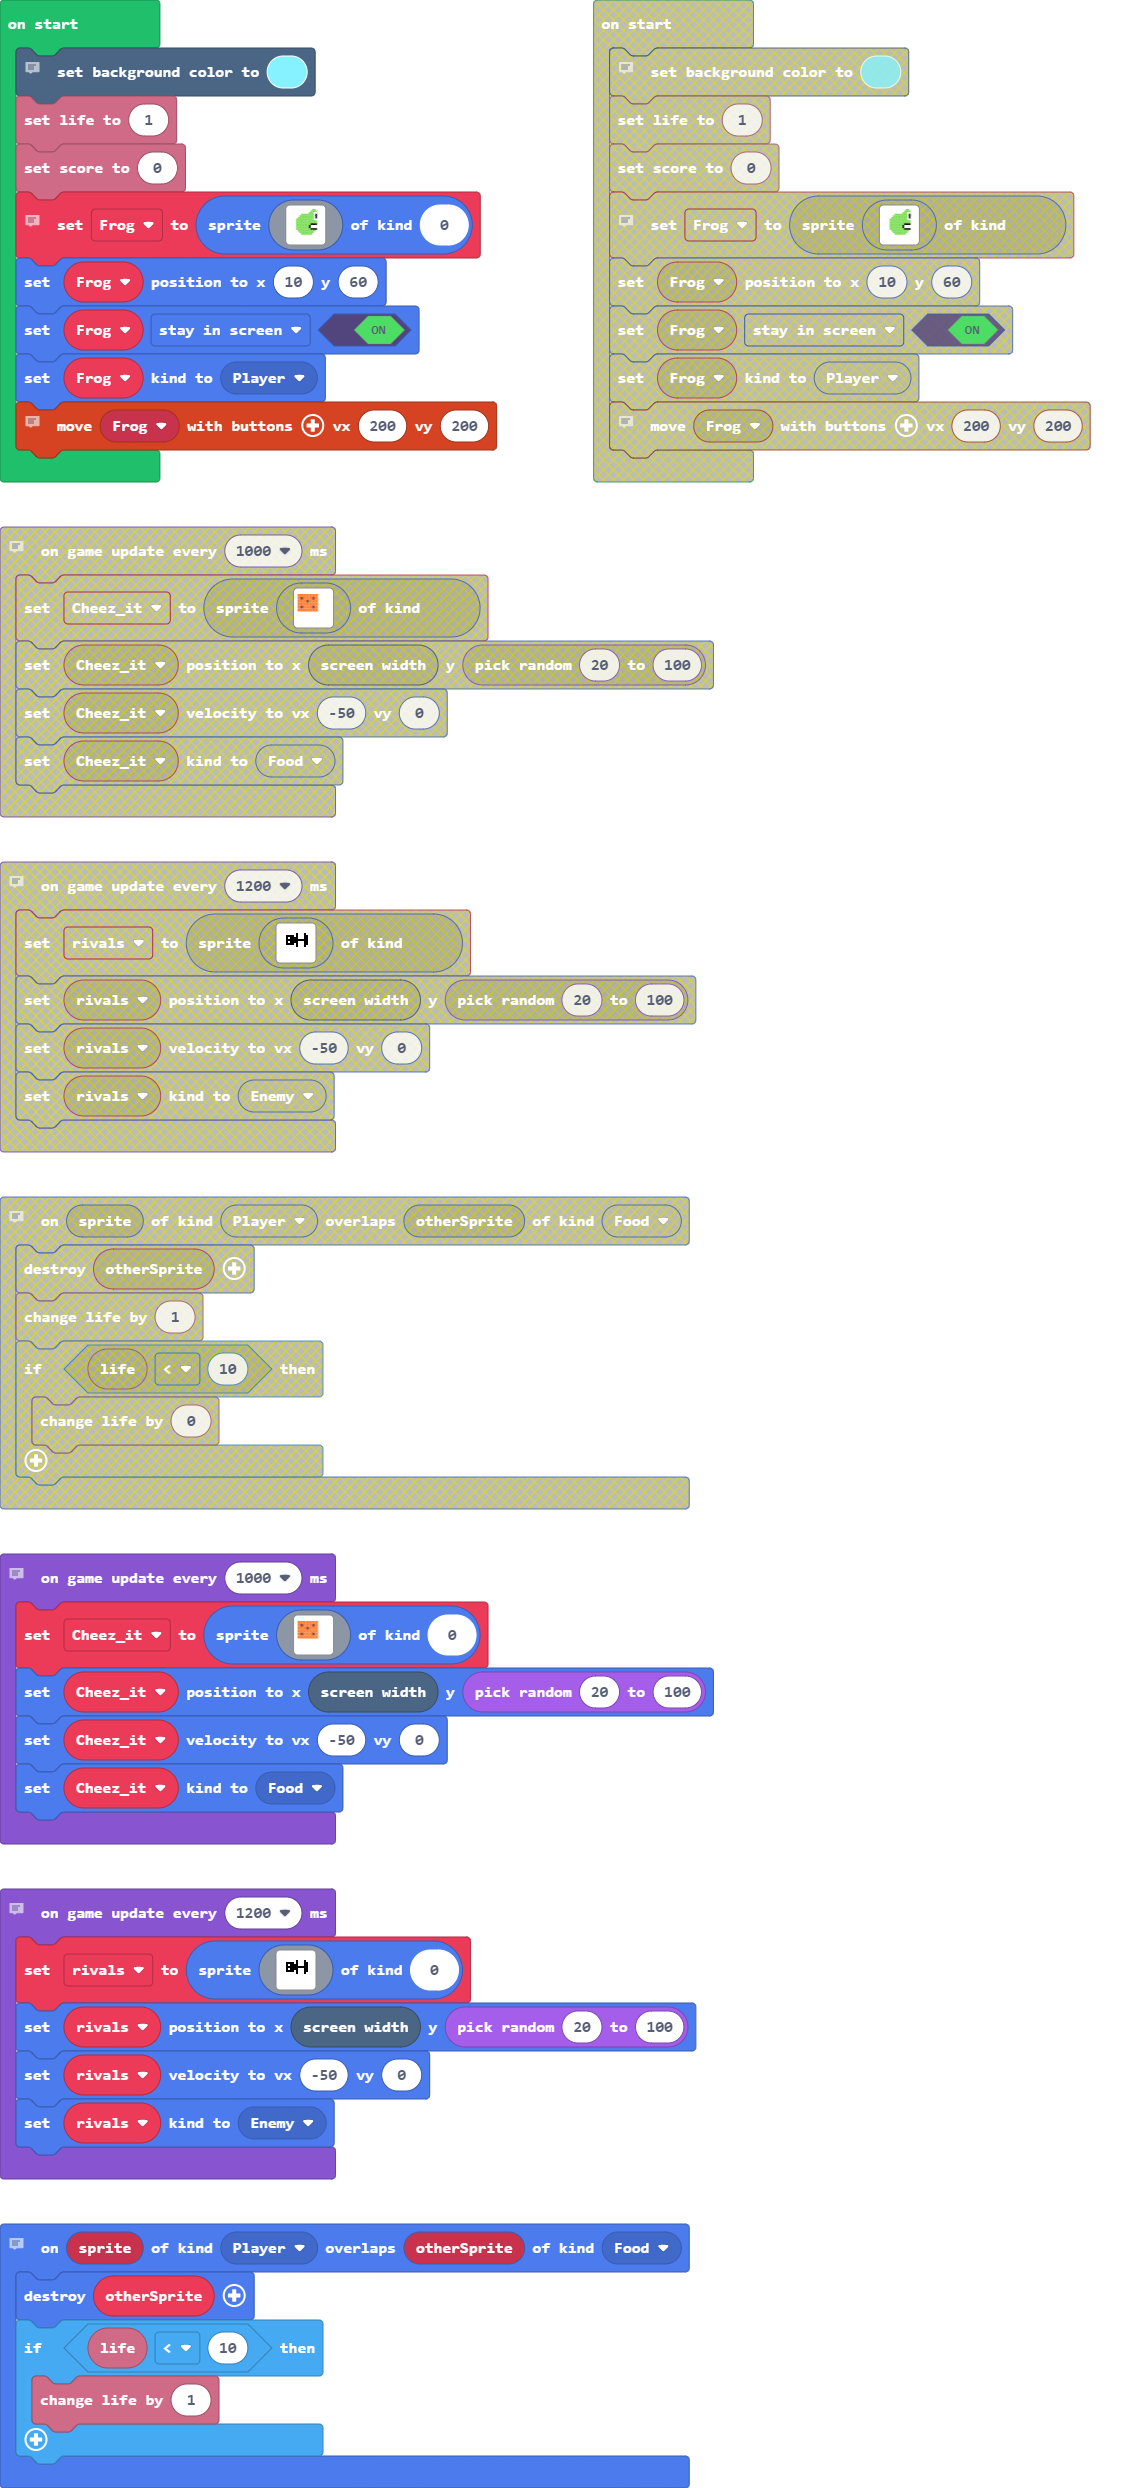 on start
set background color to
set life to 1
set score to 0
set Frog to sprite of kind 0
set Frog position to x 10 y 60
set Frog stay in screen ON
set Frog kind to Player
move Frog with buttons vx 200 vy 200
on start
set background color to
set life to 1
set score to 0
set Frog to sprite of kind
set Frog position to x 10 y 60
set Frog stay in screen ON
set Frog kind to Player
move Frog with buttons vx 200 vy 200
on game update every 1000 ms
set Cheez_it to sprite of kind
set Cheez_it position to x screen width y pick random 20 to 100
set Cheez_it velocity to vx -50 vy 0
set Cheez_it kind to Food
on game update every 1200 ms
set rivals to sprite of kind
set rivals position to x screen width y pick random 20 to 100
set rivals velocity to vx -50 vy 0
set rivals kind to Enemy
on sprite of kind Player overlaps otherSprite of kind Food
destroy otherSprite
change life by 1
if life < 10 then
change life by 0
on game update every 1000 ms
set Cheez_it to sprite of kind 0
set Cheez_it position to x screen width y pick random 20 to 100
set Cheez_it velocity to vx -50 vy 0
set Cheez_it kind to Food
on game update every 1200 ms
set rivals to sprite of kind 0
set rivals position to x screen width y pick random 20 to 100
set rivals velocity to vx -50 vy 0
set rivals kind to Enemy
on sprite of kind Player overlaps otherSprite of kind Food
destroy otherSprite
if life < 10 then
change life by 1